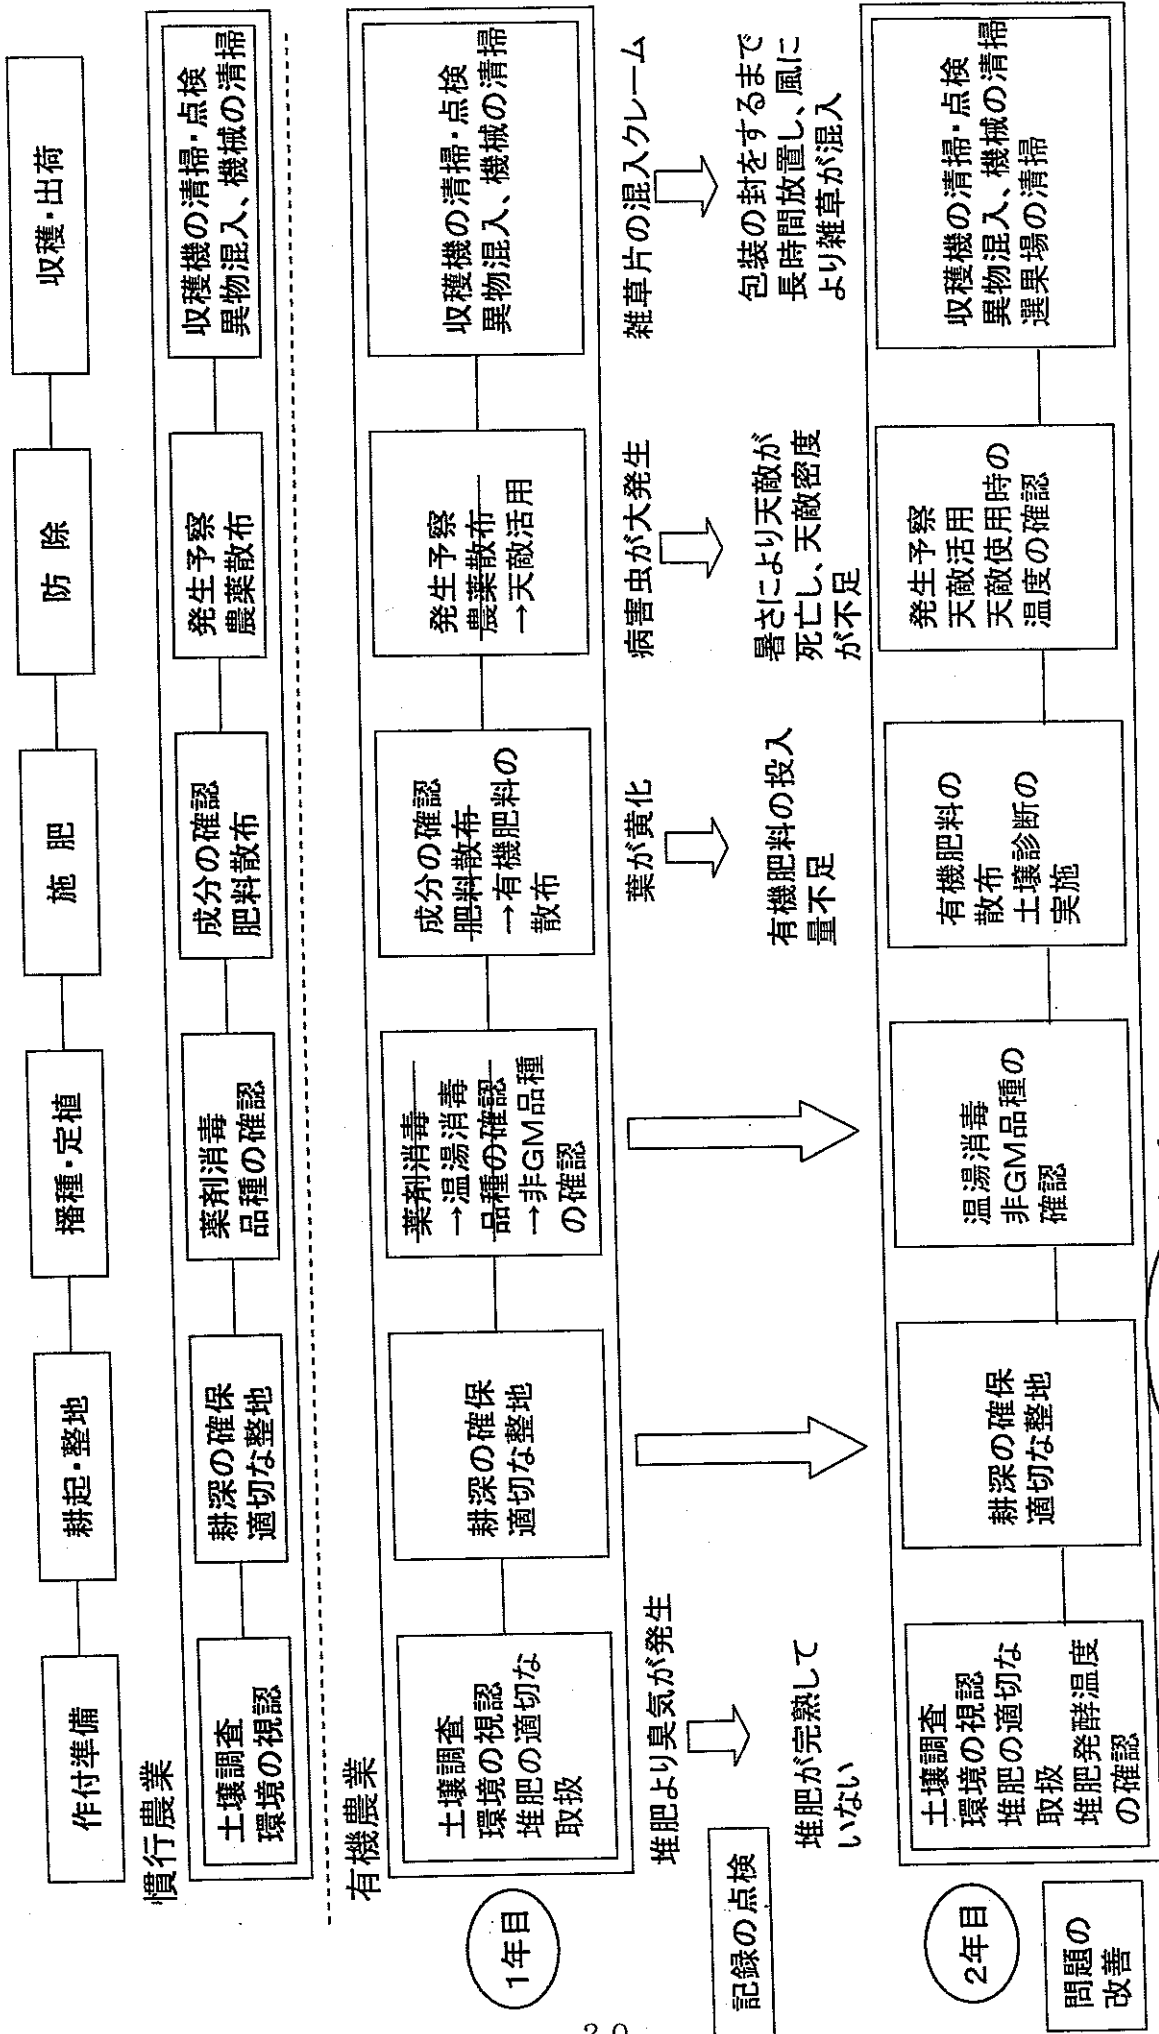 作付準備
耕起・整地
播種・定植
施 肥
防 除
収穫・出荷
慣行農業
土壌調査
環境の視認
耕深の確保
適切な整地
薬剤消毒
品種の確認
成分の確認
肥料散布
発生予察
農薬散布
収穫機の清掃・点検
異物混入、機械の清掃
有機農業
1年目
土壌調査
環境の視認
堆肥の適切な
取扱
耕深の確保
適切な整地
薬剤消毒
→温湯消毒
品種の確認
→非GM品種
の確認
成分の確認
肥料散布
→有機肥料の
散布
発生予察
農薬散布
→天敵活用
収穫機の清掃・点検
異物混入、機械の清掃
堆肥より臭気が発生
葉が黄化
病害虫が大発生
雑草片の混入クレーム
記録の点検
堆肥が完熟して
いない
有機肥料の投入
量不足
暑さにより天敵が
死亡し、天敵密度
が不足
包装の封をするまで
長時間放置し、風に
より雑草が混入
2年目
土壌調査
環境の視認
堆肥の適切な
取扱
堆肥発酵温度
の確認
耕深の確保
適切な整地
温湯消毒
非GM品種の
確認
有機肥料の
散布
土壌診断の
実施
発生予察
天敵活用
天敵使用時の
温度の確認
収穫機の清掃・点検
異物混入、機械の清掃
選果場の清掃
問題の
改善
20